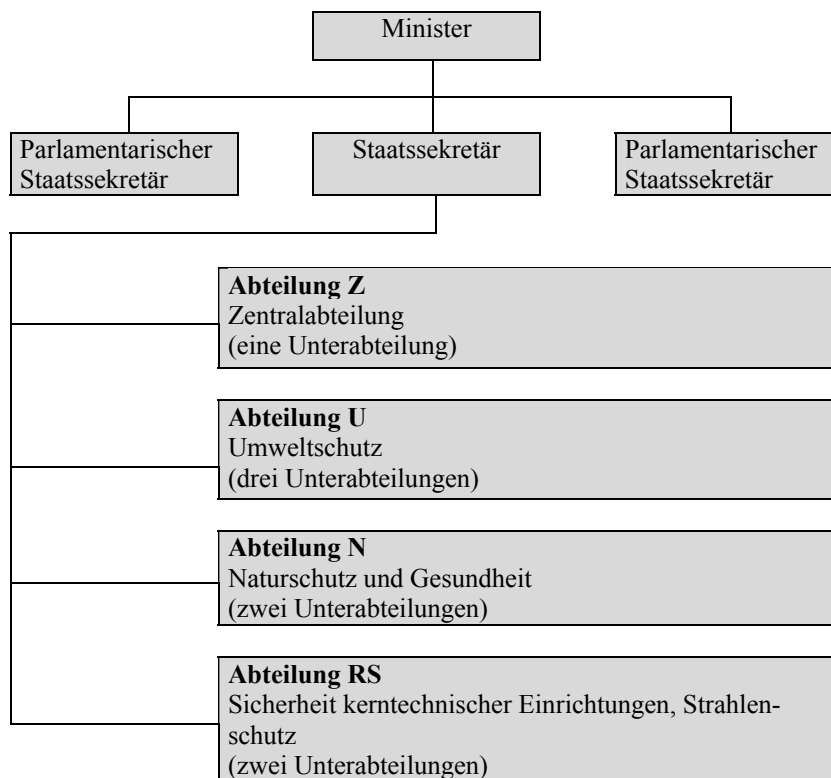 Minister
Parlamentarischer
Staatssekretär
Staatssekretär
Parlamentarischer
Staatssekretär
Abteilung Z
Zentralabteilung
(eine Unterabteilung)
Abteilung U
Umweltschutz
(drei Unterabteilungen)
Abteilung N
Naturschutz und Gesundheit
(zwei Unterabteilungen)
Abteilung RS
Sicherheit kerntechnischer Einrichtungen, Strahlen-
schutz
(zwei Unterabteilungen)